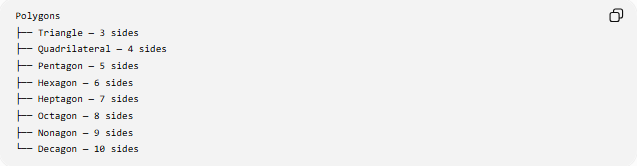 Polygons
├── Triangle – 3 sides
├── Quadrilateral – 4 sides
├── Pentagon – 5 sides
├── Hexagon – 6 sides
├── Heptagon – 7 sides
├── Octagon – 8 sides
├── Nonagon – 9 sides
└── Decagon – 10 sides